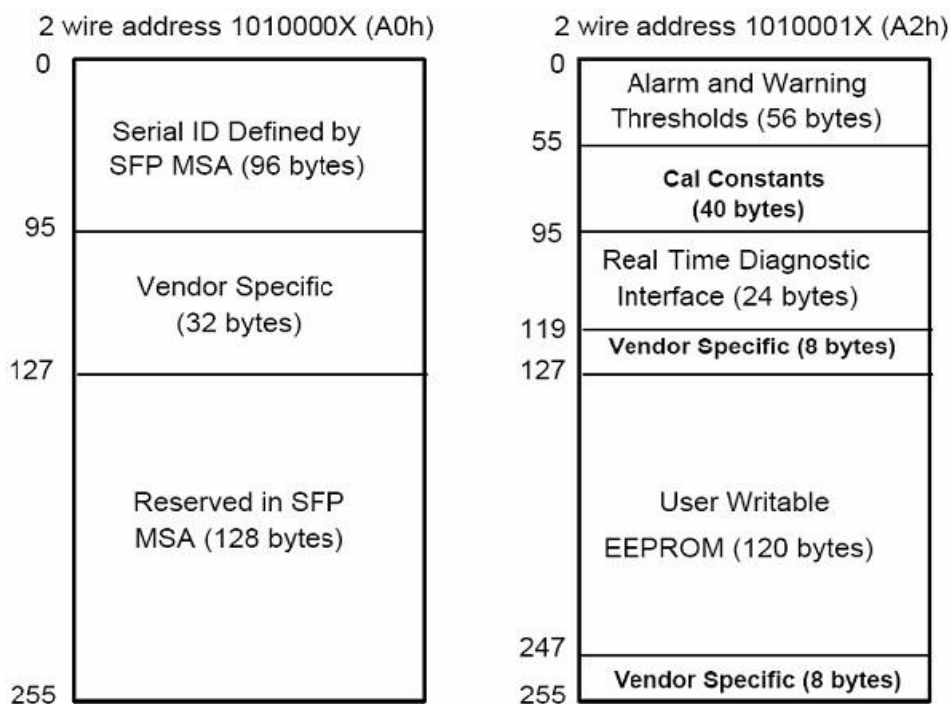 2 wire address 1010000X (A0h)
0
Serial ID Defined by
SFP MSA (96 bytes)
95
Vendor Specific
(32 bytes)
127
Reserved in SFP
MSA (128 bytes)
255
2 wire address 1010001X (A2h)
0
Alarm and Warning
Thresholds (56 bytes)
55
Cal Constants
(40 bytes)
95
Real Time Diagnostic
Interface (24 bytes)
119
Vendor Specific (8 bytes)
127
User Writable
EEPROM (120 bytes)
247
Vendor Specific (8 bytes)
255